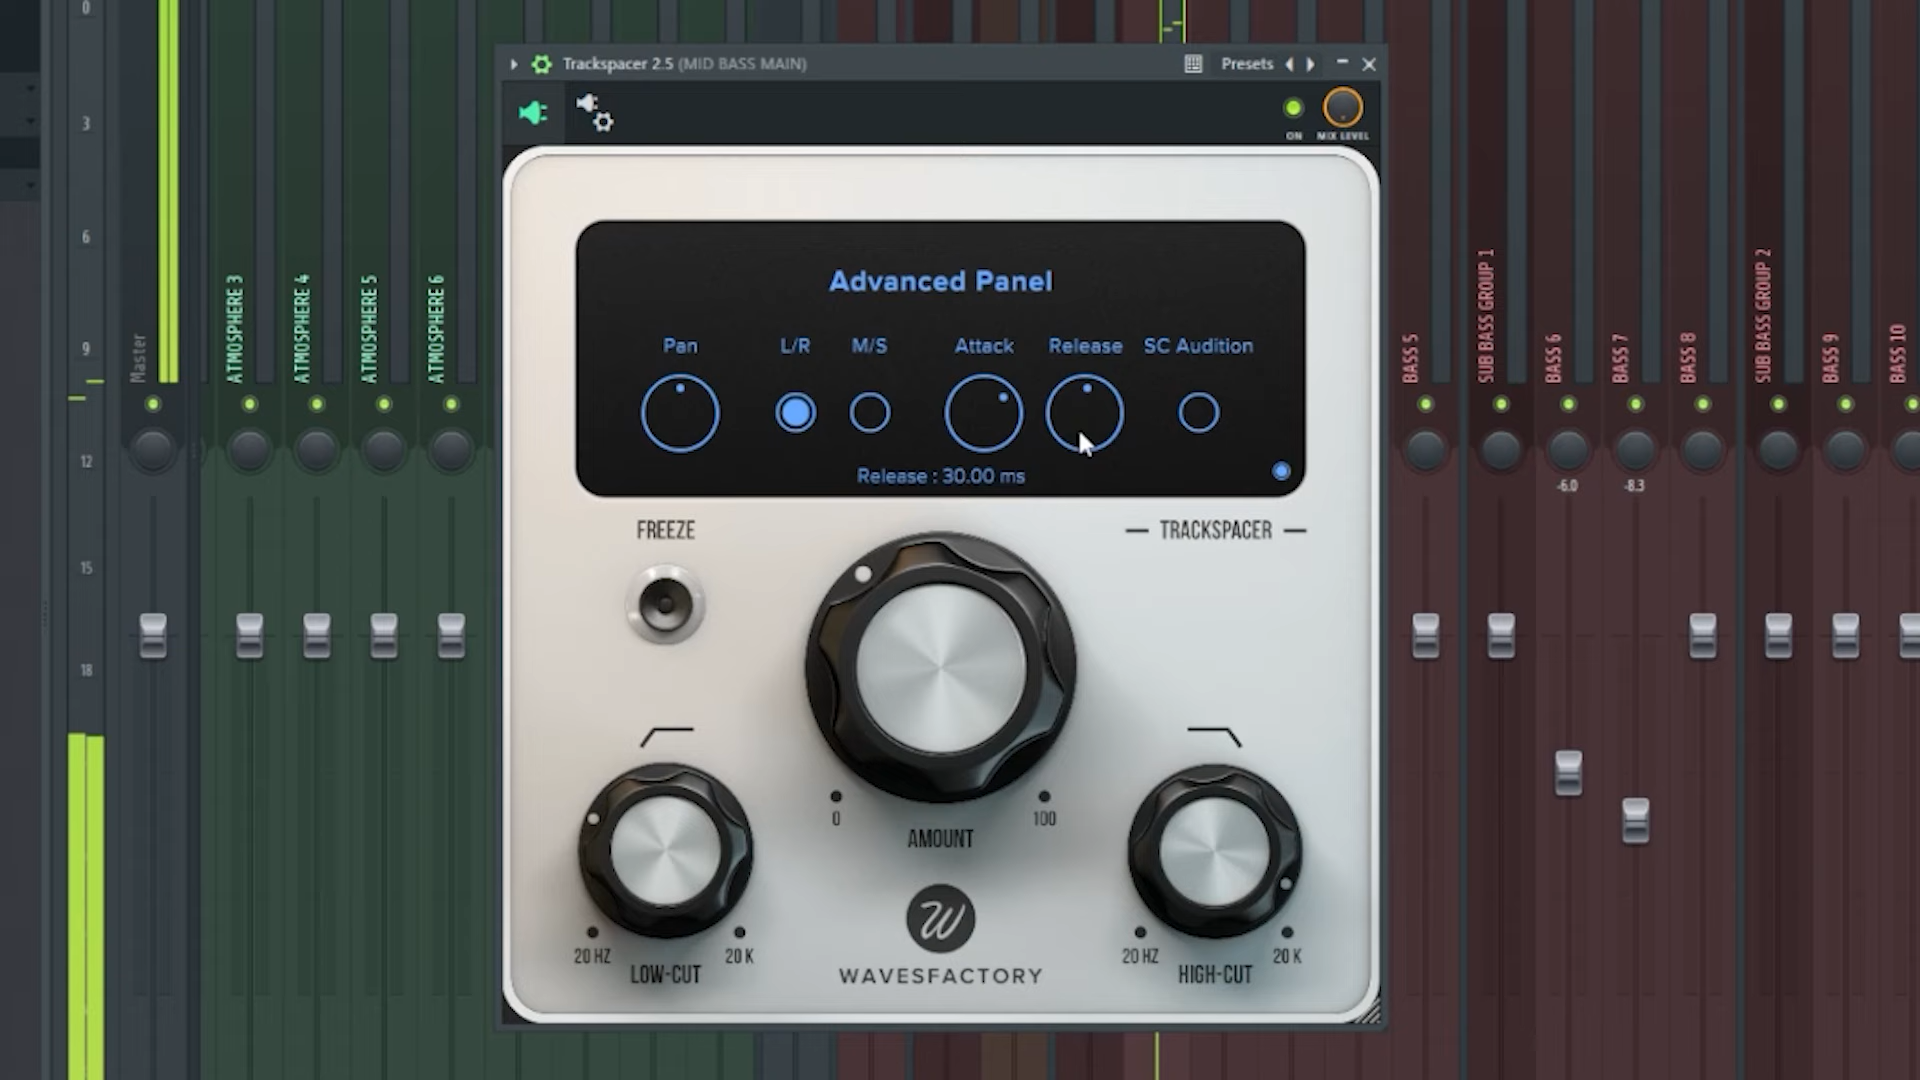 0
3
6
9
12
15
18
Master
ATMOSPHERE 3
ATMOSPHERE 4
ATMOSPHERE 5
ATMOSPHERE 6
Trackspacer 2.5 (MID BASS MAIN)
Presets
ON
MIX LEVEL
Advanced Panel
Pan
L/R
M/S
Attack
Release
SC Audition
Release : 30.00 ms
FREEZE
TRACKSPACER
0
100
AMOUNT
20 HZ
20 K
LOW-CUT
20 HZ
20 K
HIGH-CUT
W
WAVESFACTORY
BASS 5
SUB BASS GROUP 1
BASS 6
BASS 7
BASS 8
SUB BASS GROUP 2
BASS 9
BASS 10
-6.0
-8.3